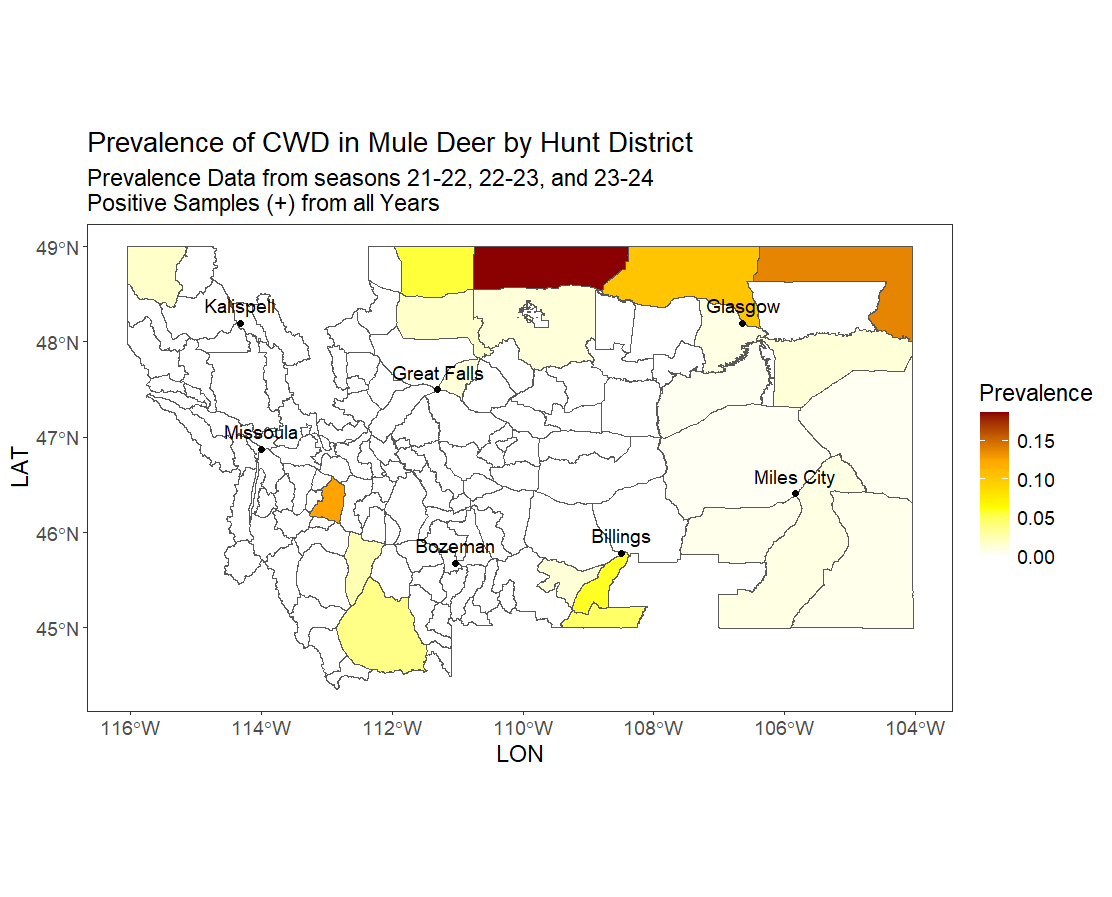 Prevalence of CWD in Mule Deer by Hunt District
Prevalence Data from seasons 21-22, 22-23, and 23-24
Positive Samples (+) from all Years
49°N
48°N
47°N
46°N
45°N
LAT
Kalispell
Glasgow
Great Falls
Missoula
Miles City
Billings
Bozeman
116°W
114°W
112°W
110°W
108°W
106°W
104°W
LON
Prevalence
0.15
0.10
0.05
0.00